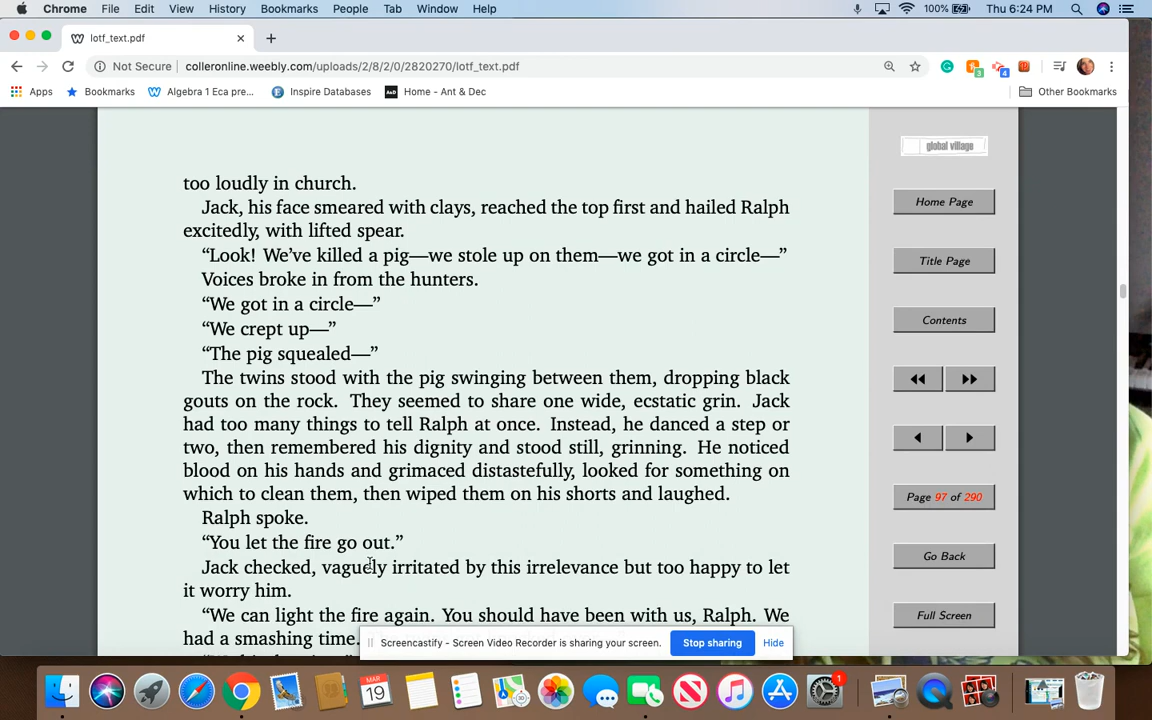 Chrome File Edit View History Bookmarks People Tab Window Help 100% Thu 6:24 PM
lotf_text.pdf
Not Secure colleronline.weebly.com/uploads/2/8/2/0/2820270/lotf_text.pdf
Apps Bookmarks Algebra 1 Eca pre... Inspire Databases Home - Ant & Dec Other Bookmarks
too loudly in church.
Jack, his face smeared with clays, reached the top first and hailed Ralph
excitedly, with lifted spear.
“Look! We’ve killed a pig—we stole up on them—we got in a circle—”
Voices broke in from the hunters.
“We got in a circle—”
“We crept up—”
“The pig squealed—”
The twins stood with the pig swinging between them, dropping black
gouts on the rock. They seemed to share one wide, ecstatic grin. Jack
had too many things to tell Ralph at once. Instead, he danced a step or
two, then remembered his dignity and stood still, grinning. He noticed
blood on his hands and grimaced distastefully, looked for something on
which to clean them, then wiped them on his shorts and laughed.
Ralph spoke.
“You let the fire go out.”
Jack checked, vaguely irritated by this irrelevance but too happy to let
it worry him.
“We can light the fire again. You should have been with us, Ralph. We
had a smashing time.
global village
Home Page
Title Page
Contents
Page 97 of 290
Go Back
Full Screen
Screencastify - Screen Video Recorder is sharing your screen. Stop sharing Hide
MAR
19
1